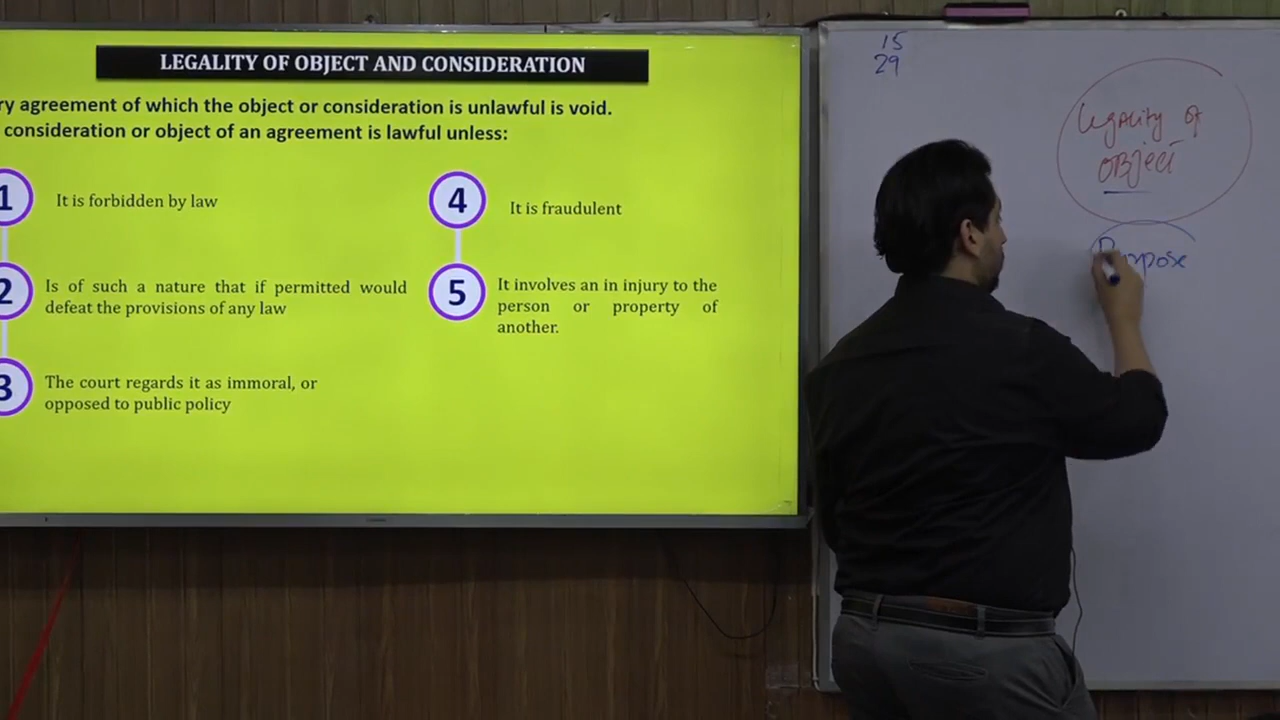 LEGALITY OF OBJECT AND CONSIDERATION
ry agreement of which the object or consideration is unlawful is void.
consideration or object of an agreement is lawful unless:
1 It is forbidden by law
2 Is of such a nature that if permitted would
defeat the provisions of any law
3 The court regards it as immoral, or
opposed to public policy
4 It is fraudulent
5 It involves an in injury to the
person or property of
another.
15
29
legality of
OBJECT
Purpose